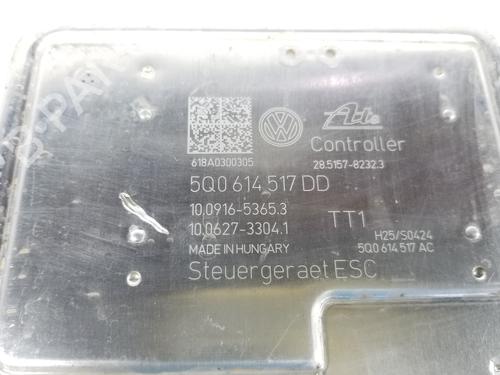 Ate
618A0300305
Controller
28.5157-8232.3
5Q0 614 517 DD
10.0916-5365.3
10.0627-3304.1
TT1
H25/S0424
MADE IN HUNGARY
5Q0 614 517 AC
Steuergeraet ESC